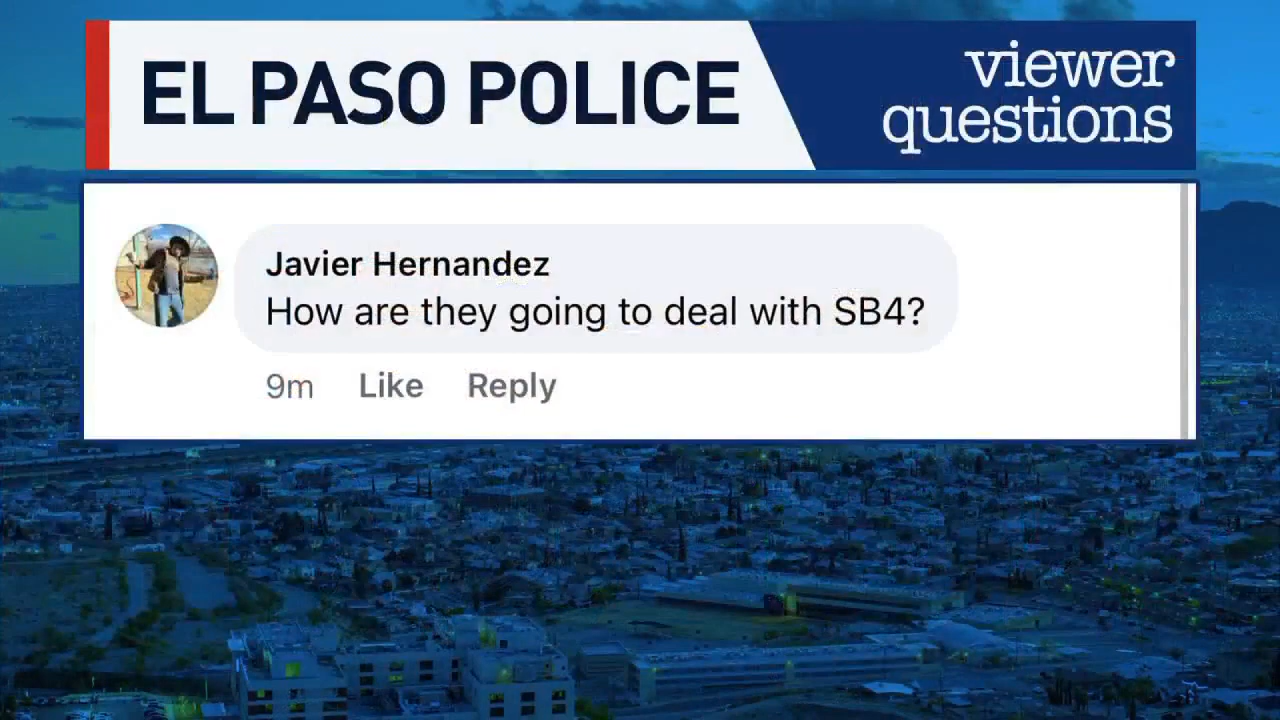 EL PASO POLICE
viewer
questions
Javier Hernandez
How are they going to deal with SB4?
9m Like Reply